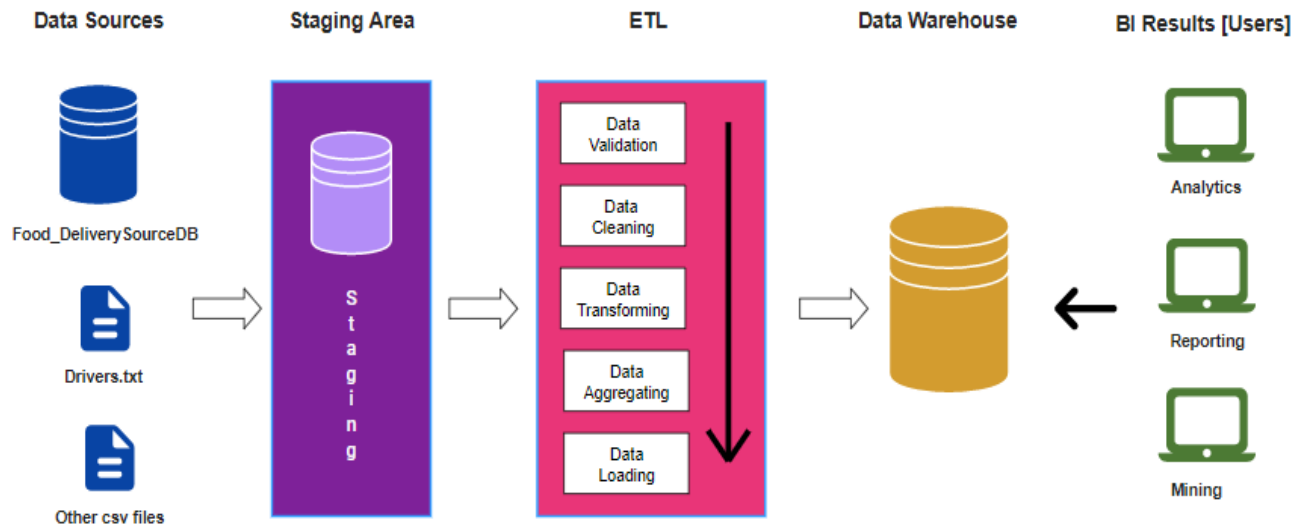 Data Sources
Staging Area
ETL
Data Warehouse
BI Results [Users]
Food_DeliverySourceDB
Drivers.txt
Other csv files
S
t
a
g
i
n
g
Data
Validation
Data
Cleaning
Data
Transforming
Data
Aggregating
Data
Loading
Analytics
Reporting
Mining